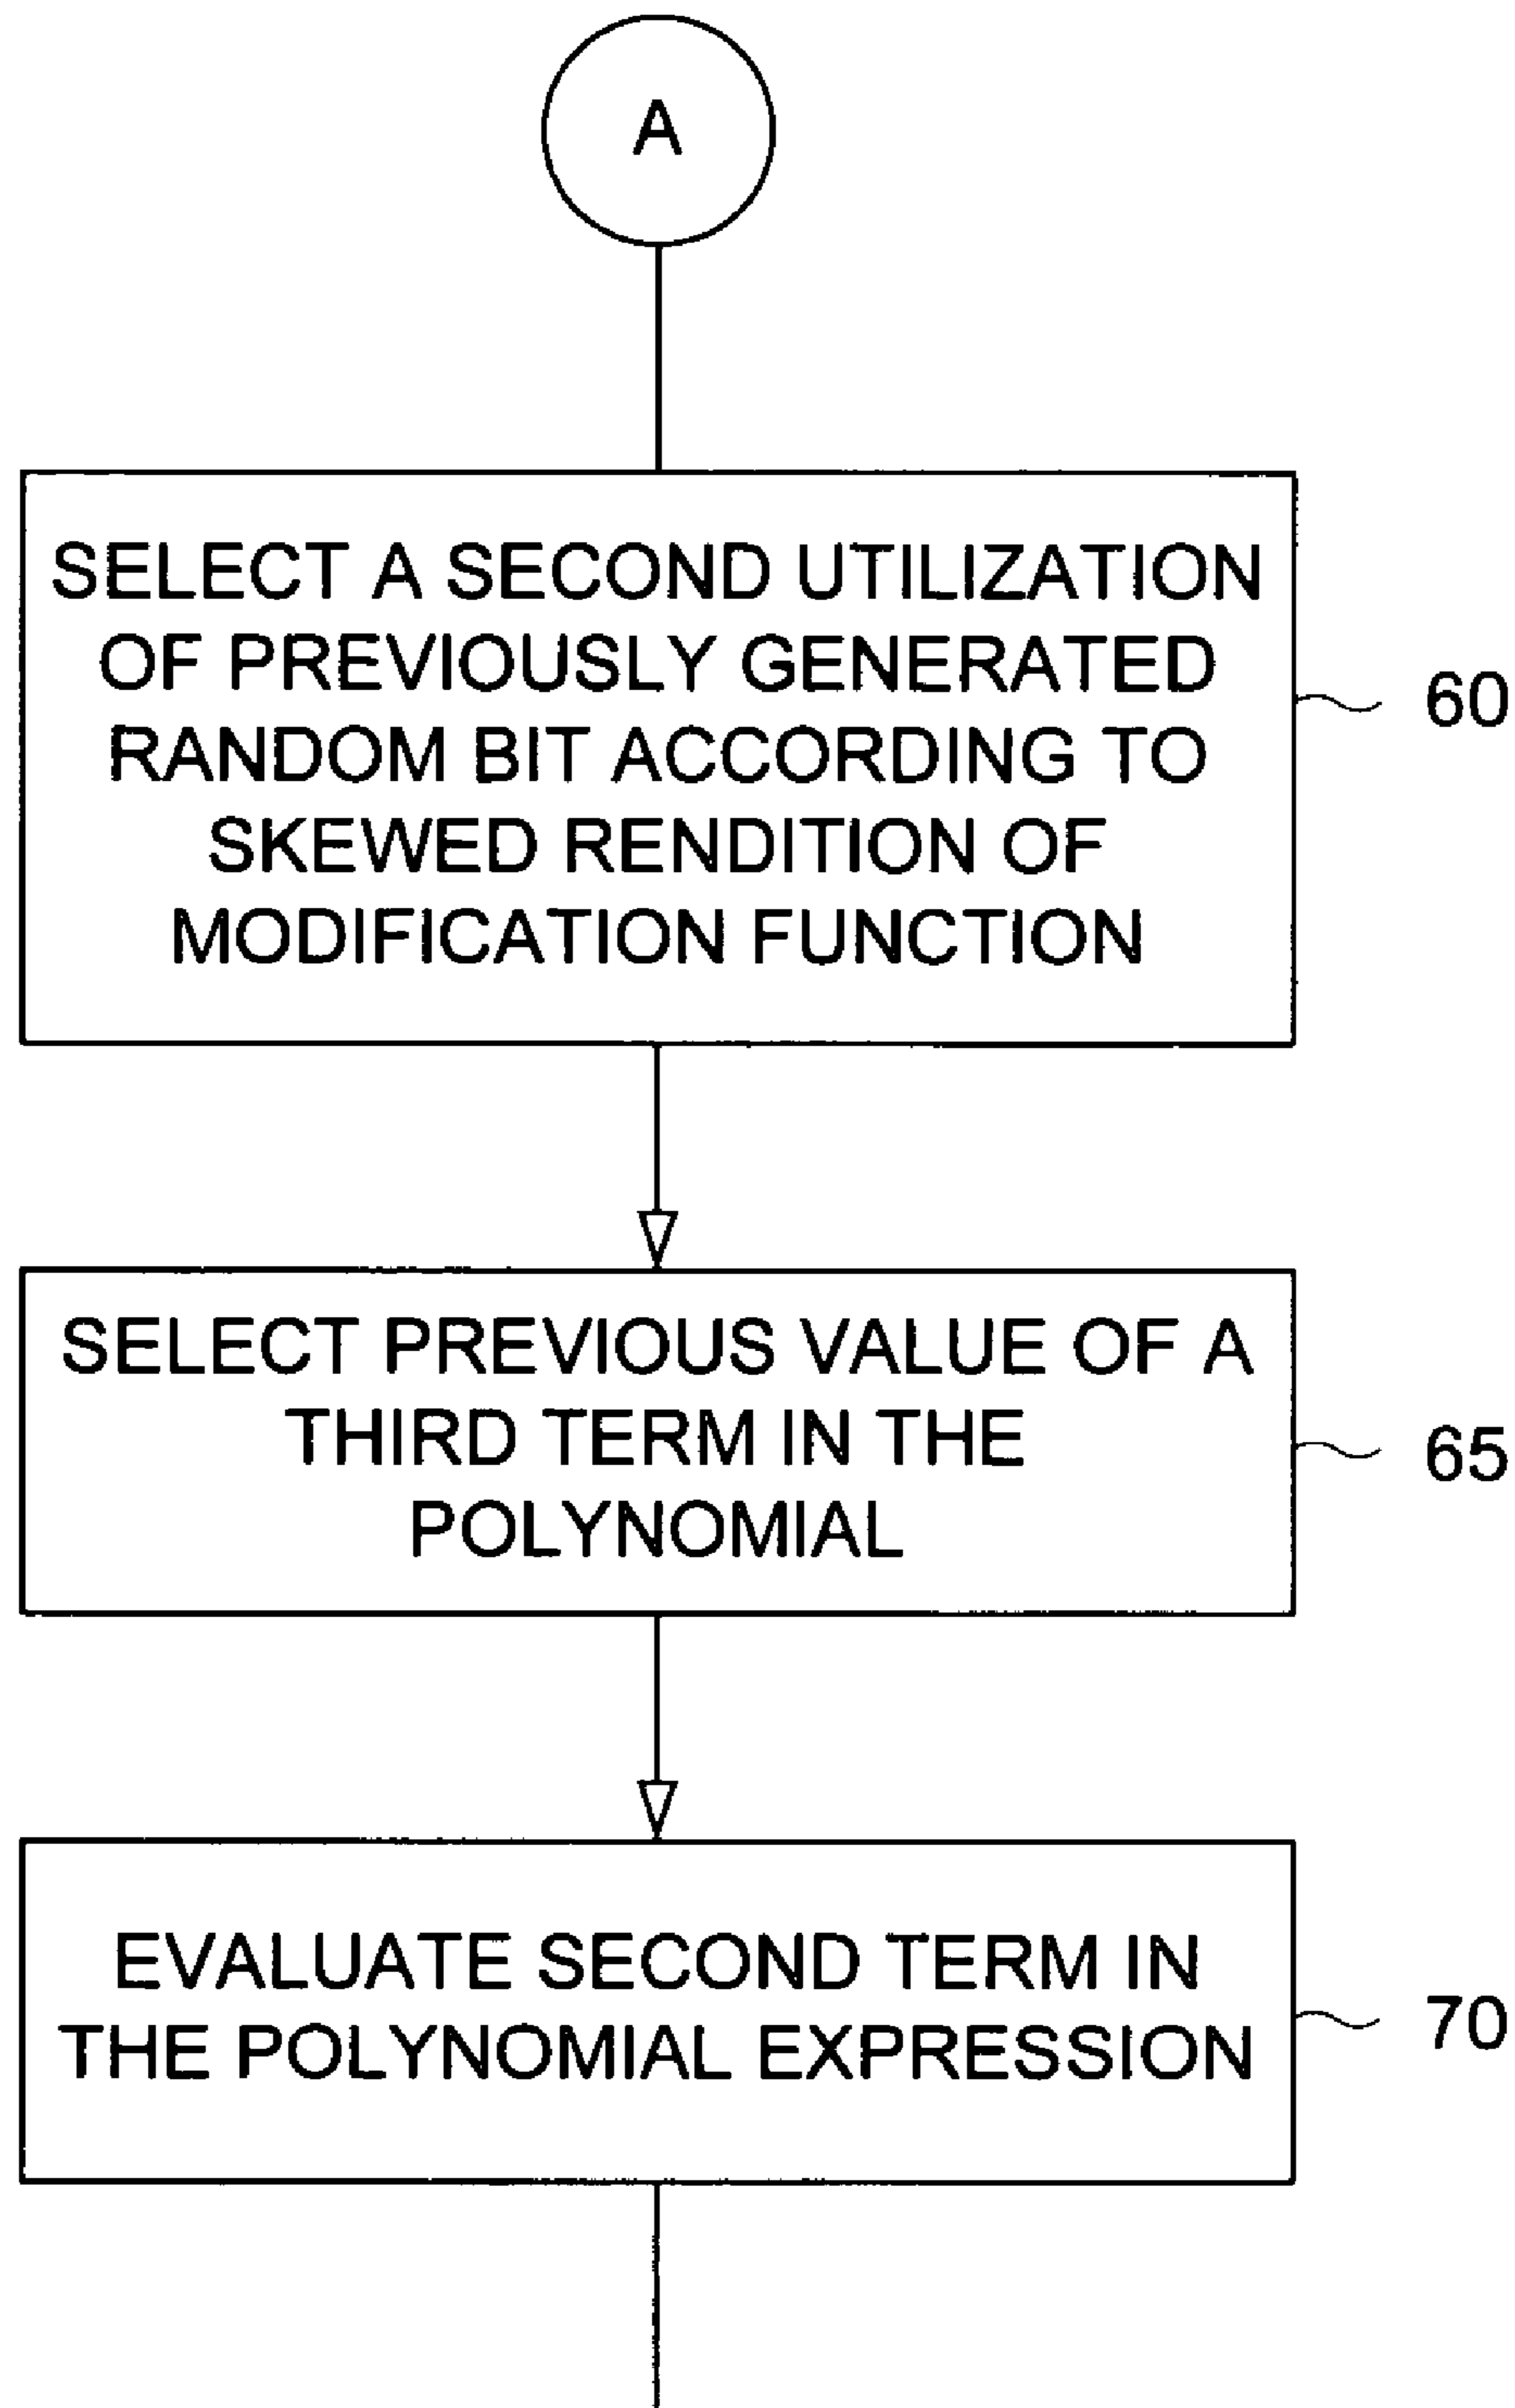 A
SELECT A SECOND UTILIZATION
OF PREVIOUSLY GENERATED
RANDOM BIT ACCORDING TO
SKEWED RENDITION OF
MODIFICATION FUNCTION
60
SELECT PREVIOUS VALUE OF A
THIRD TERM IN THE
POLYNOMIAL
65
EVALUATE SECOND TERM IN
THE POLYNOMIAL EXPRESSION
70